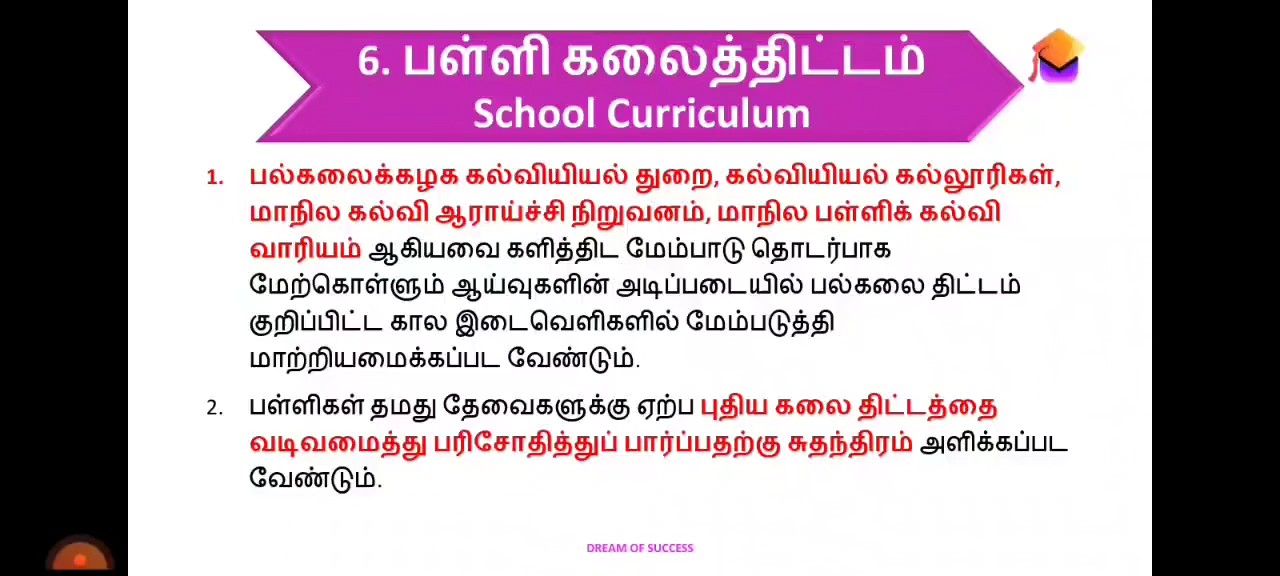 6. பள்ளி கலைத்திட்டம்
School Curriculum
1. பல்கலைக்கழக கல்வியியல் துறை, கல்வியியல் கல்லூரிகள்,
மாநில கல்வி ஆராய்ச்சி நிறுவனம், மாநில பள்ளிக் கல்வி
வாரியம் ஆகியவை களித்திட மேம்பாடு தொடர்பாக
மேற்கொள்ளும் ஆய்வுகளின் அடிப்படையில் பல்கலை திட்டம்
குறிப்பிட்ட கால இடைவெளிகளில் மேம்படுத்தி
மாற்றியமைக்கப்பட வேண்டும்.
2. பள்ளிகள் தமது தேவைகளுக்கு ஏற்ப புதிய கலை திட்டத்தை
வடிவமைத்து பரிசோதித்துப் பார்ப்பதற்கு சுதந்திரம் அளிக்கப்பட
வேண்டும்.
DREAM OF SUCCESS